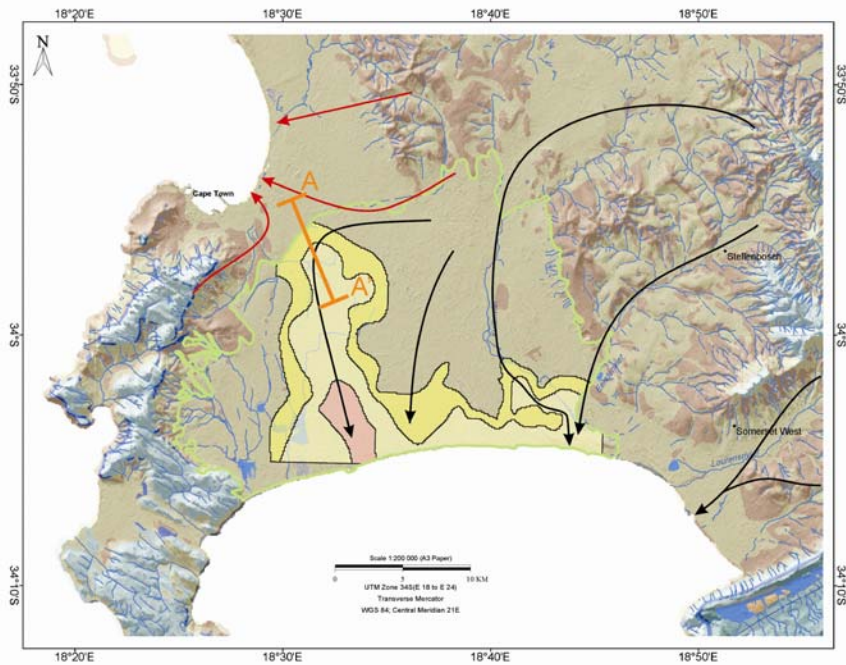 18°20'E
18°30'E
18°40'E
18°50'E
N
33°50'S
33°50'S
Cape Town
A
A'
Stellenbosch
34°S
34°S
Somerset West
Scale 1:200 000 (A3 Paper)
0 5 10 KM
UTM Zone 34S(E 18 to E 24)
Transverse Mercator
WGS 84; Central Meridian 21E.
34°10'S
34°10'S
18°20'E
18°30'E
18°40'E
18°50'E